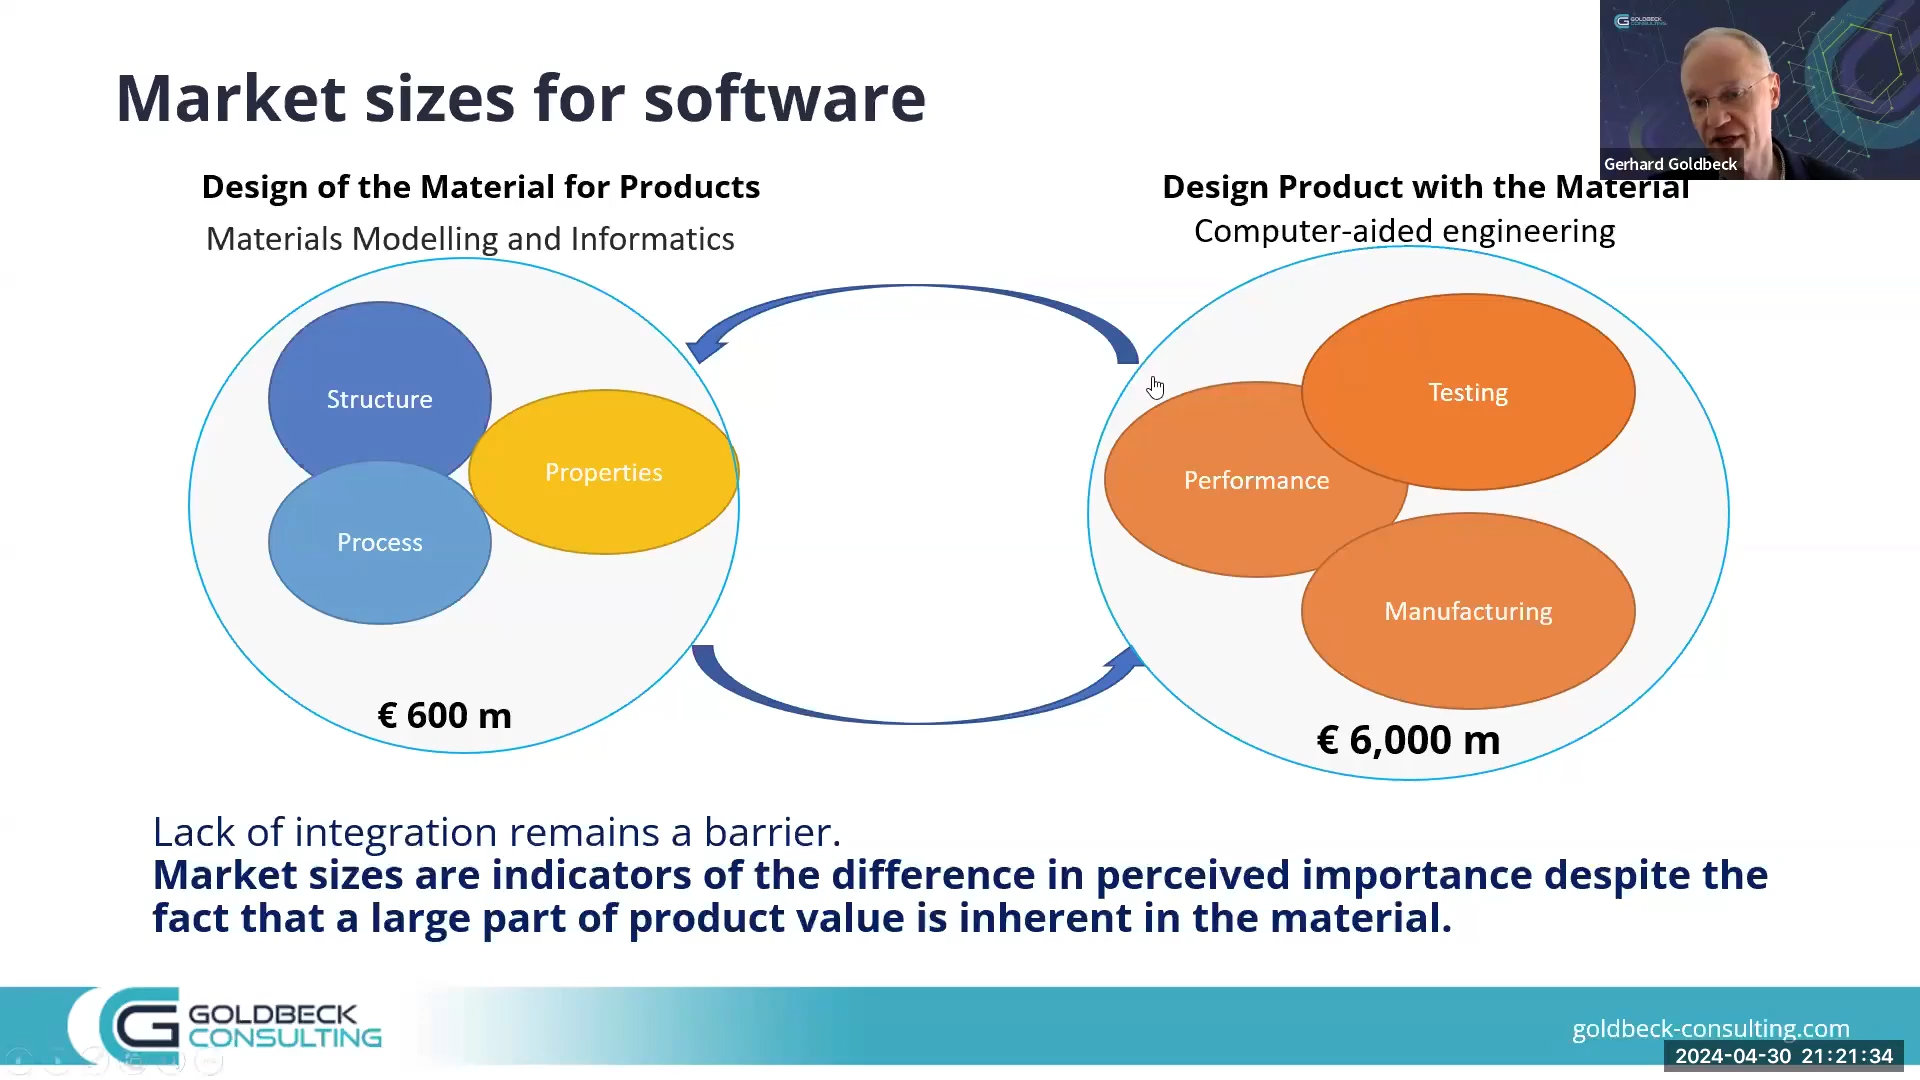 Market sizes for software
GOLDBECK
CONSULTING
Gerhard Goldbeck
Design of the Material for Products
Materials Modelling and Informatics
Design Product with the Material
Computer-aided engineering
Structure
Properties
Process
€ 600 m
Testing
Performance
Manufacturing
€ 6,000 m
Lack of integration remains a barrier.
Market sizes are indicators of the difference in perceived importance despite the
fact that a large part of product value is inherent in the material.
GOLDBECK
CONSULTING
goldbeck-consulting.com
2024-04-30 21:21:34